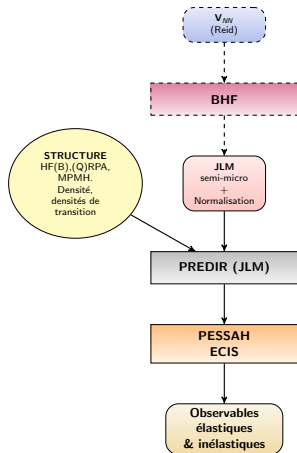 V_NN
(Reid)
BHF
STRUCTURE
HF(B),(Q)RPA,
MPMH.
Densité,
densités de
transition
JLM
semi-micro
+
Normalisation
PREDIR (JLM)
PESSAH
ECIS
Observables
élastiques
& inélastiques